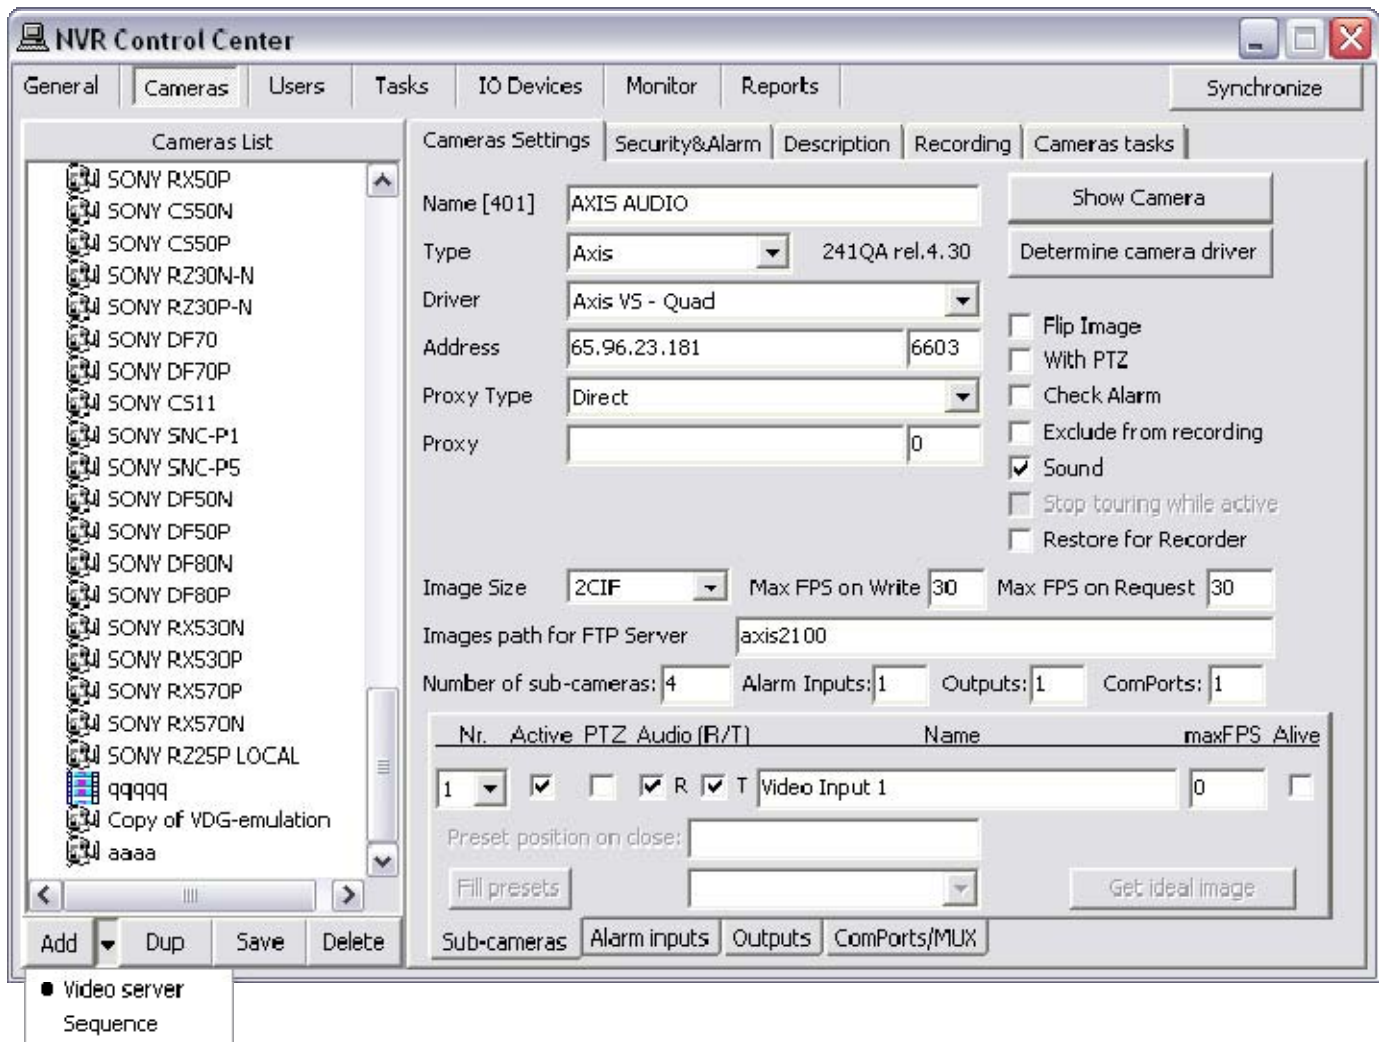 NVR Control Center
General Cameras Users Tasks IO Devices Monitor Reports Synchronize
Cameras List
SONY RX50P
SONY CS50N
SONY CS50P
SONY RZ30N-N
SONY RZ30P-N
SONY DF70
SONY DF70P
SONY CS11
SONY SNC-P1
SONY SNC-P5
SONY DF50N
SONY DF50P
SONY DF80N
SONY DF80P
SONY RX530N
SONY RX530P
SONY RX570P
SONY RX570N
SONY RZ25P LOCAL
qqqqq
Copy of VDG-emulation
aaaa
Add Dup Save Delete
Video server
Sequence
Cameras Settings Security&Alarm Description Recording Cameras tasks
Name [401] AXIS AUDIO Show Camera
Type Axis 241QA rel.4.30 Determine camera driver
Driver Axis VS - Quad
Address 65.96.23.181 6603
Proxy Type Direct
Proxy 0
Flip Image
With PTZ
Check Alarm
Exclude from recording
Sound
Stop touring while active
Restore for Recorder
Image Size 2CIF Max FPS on Write 30 Max FPS on Request 30
Images path for FTP Server axis2100
Number of sub-cameras: 4 Alarm Inputs: 1 Outputs: 1 ComPorts: 1
Nr. Active PTZ Audio (R/T) Name maxFPS Alive
1 R T Video Input 1 0
Preset position on close:
Fill presets Get ideal image
Sub-cameras Alarm inputs Outputs ComPorts/MUX